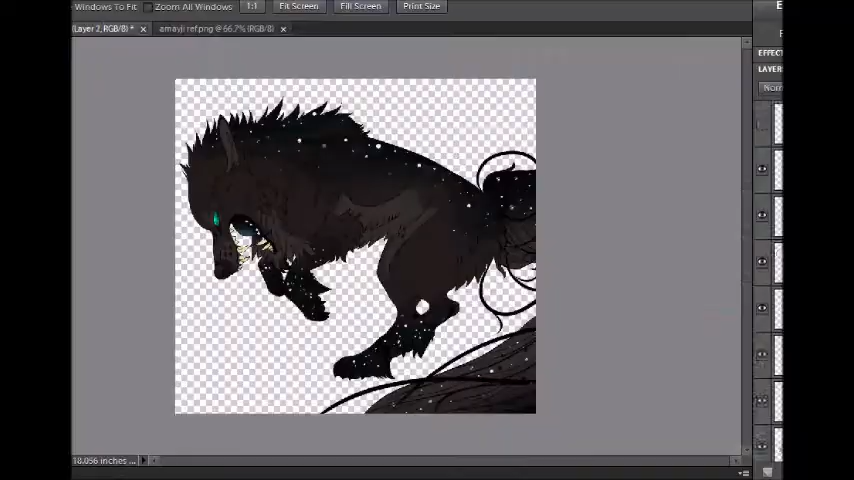 Windows To Fit Zoom All Windows 1:1 Fit Screen Fill Screen Print Size
(Layer 2, RGB/8) * × amayji ref.png @ 66.7% (RGB/8) ×
EFFECT
LAYERS
Norm
18.056 inches ...